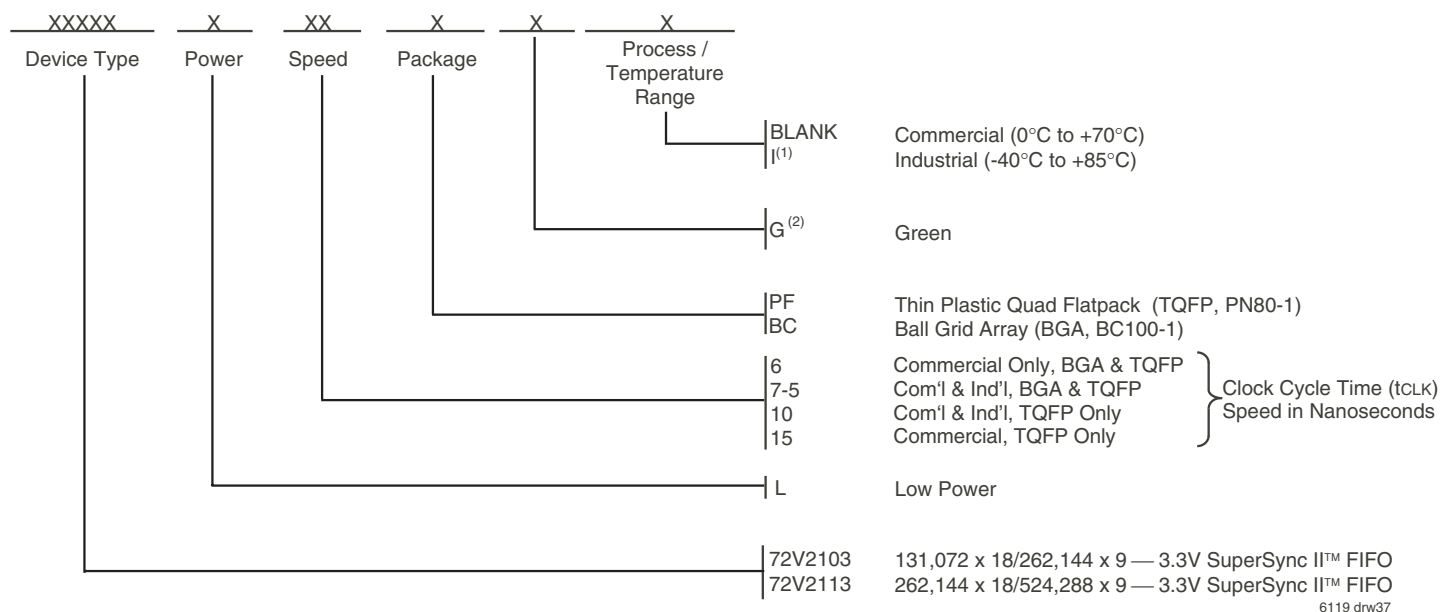 XXXXX X XX X X X
Device Type Power Speed Package Process /
Temperature
Range
BLANK Commercial (0°C to +70°C)
I(1) Industrial (-40°C to +85°C)
G (2) Green
PF Thin Plastic Quad Flatpack (TQFP, PN80-1)
BC Ball Grid Array (BGA, BC100-1)
6 Commercial Only, BGA & TQFP
7-5 Com‘l & Ind’l, BGA & TQFP Clock Cycle Time (tCLK)
10 Com‘l & Ind’l, TQFP Only Speed in Nanoseconds
15 Commercial, TQFP Only
L Low Power
72V2103 131,072 x 18/262,144 x 9 — 3.3V SuperSync II™ FIFO
72V2113 262,144 x 18/524,288 x 9 — 3.3V SuperSync II™ FIFO
6119 drw37